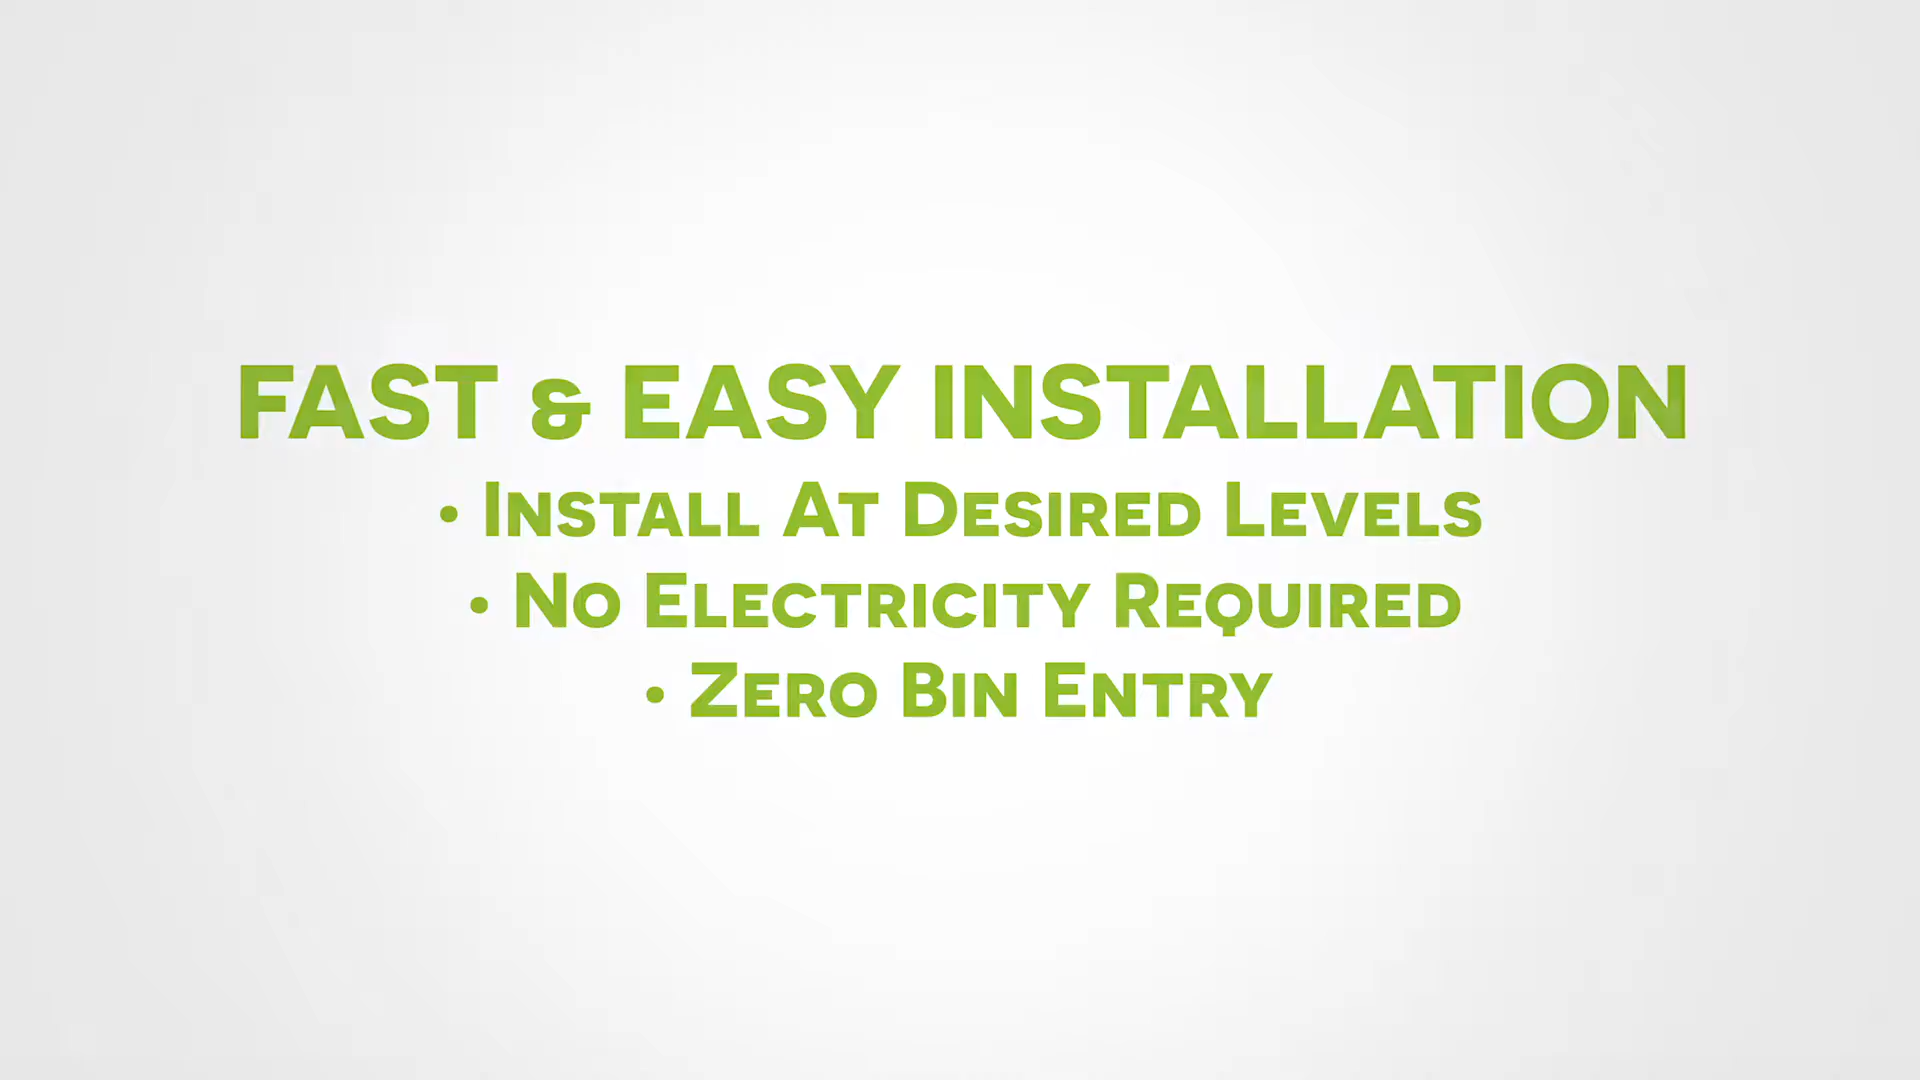 FAST & EASY INSTALLATION
• Install At Desired Levels
• No Electricity Required
• Zero Bin Entry